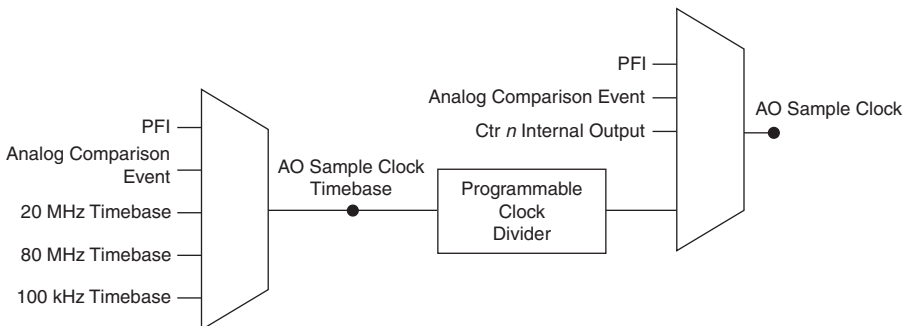 PFI
Analog Comparison Event
Ctr n Internal Output
AO Sample Clock
PFI
Analog Comparison
Event
20 MHz Timebase
80 MHz Timebase
100 kHz Timebase
AO Sample Clock
Timebase
Programmable
Clock
Divider